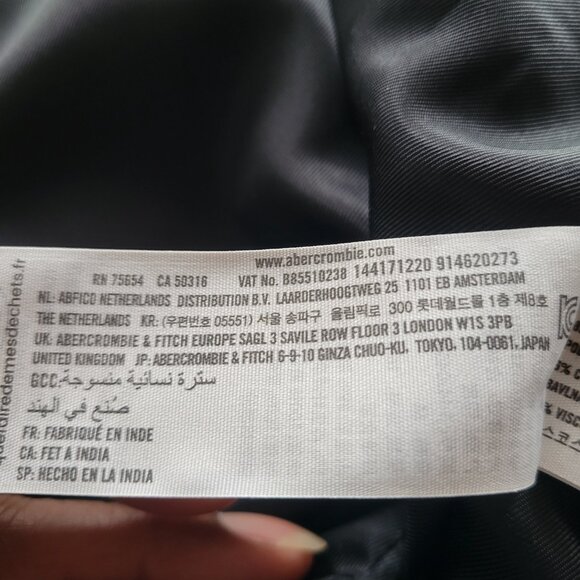 www.abercrombie.com
RN 75654 CA 50316 VAT No. B85510238 144171220 914620273
NL: ABFICO NETHERLANDS DISTRIBUTION B.V. LAARDERHOOGTWEG 25 1101 EB AMSTERDAM
THE NETHERLANDS KR: (우편번호 05551) 서울 송파구 올림픽로 300 롯데월드몰 1층 제8호
UK: ABERCROMBIE & FITCH EUROPE SAGL 3 SAVILE ROW FLOOR 3 LONDON W1S 3PB
UNITED KINGDOM JP: ABERCROMBIE & FITCH 6-9-10 GINZA CHUO-KU, TOKYO, 104-0061, JAPAN
GCC: سترة نسائية منسوجة
صُنع في الهند
FR: FABRIQUÉ EN INDE
CA: FET A INDIA
SP: HECHO EN LA INDIA
quefairedemesdechets.fr